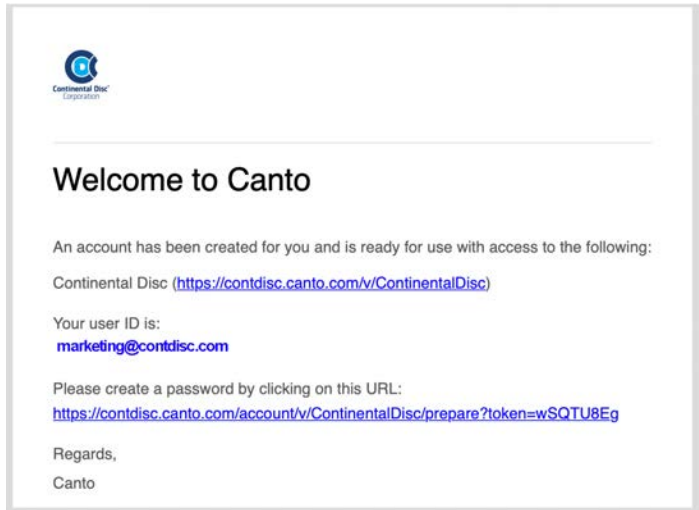 Continental Disc®
Corporation
Welcome to Canto
An account has been created for you and is ready for use with access to the following:
Continental Disc (https://contdisc.canto.com/v/ContinentalDisc)
Your user ID is:
marketing@contdisc.com
Please create a password by clicking on this URL:
https://contdisc.canto.com/account/v/ContinentalDisc/prepare?token=wSQTU8Eg
Regards,
Canto